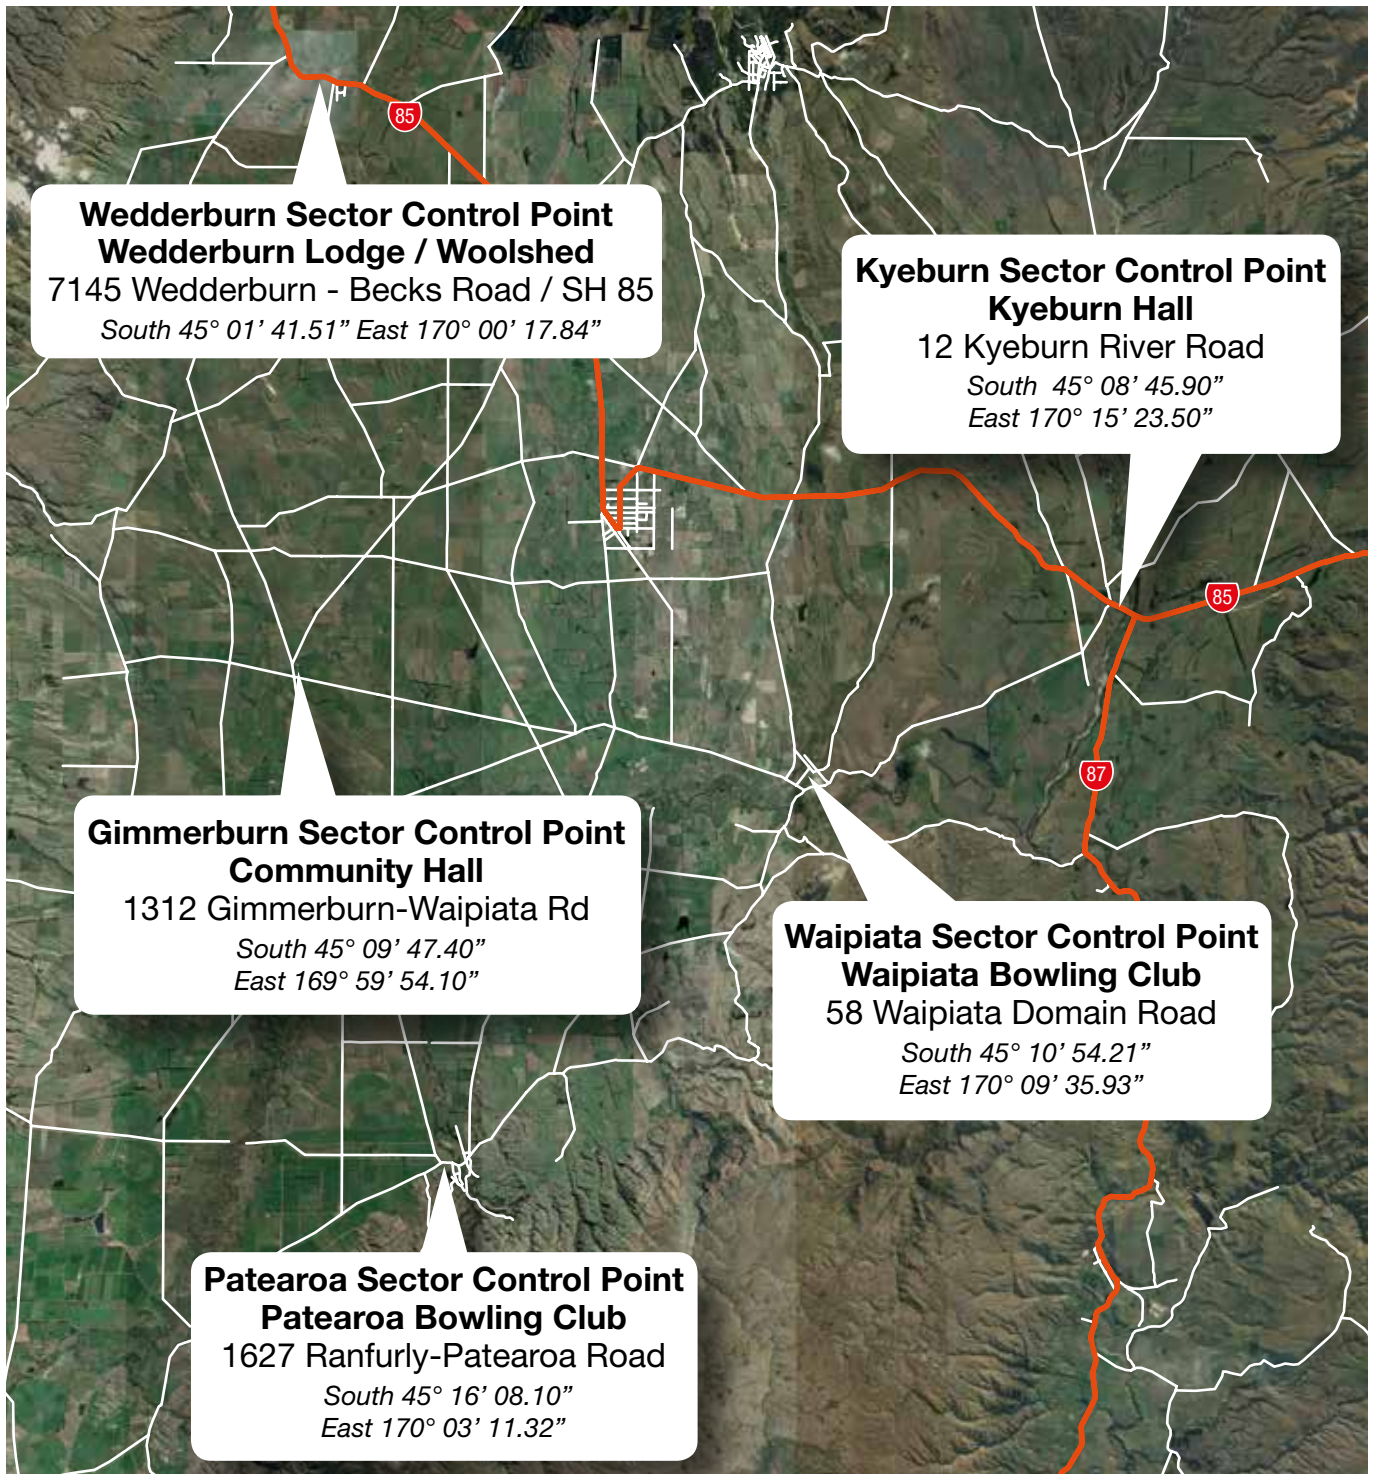 85
Wedderburn Sector Control Point
Wedderburn Lodge / Woolshed
7145 Wedderburn - Becks Road / SH 85
South 45° 01’ 41.51” East 170° 00’ 17.84”
Kyeburn Sector Control Point
Kyeburn Hall
12 Kyeburn River Road
South 45° 08’ 45.90”
East 170° 15’ 23.50”
85
87
Gimmerburn Sector Control Point
Community Hall
1312 Gimmerburn-Waipiata Rd
South 45° 09’ 47.40”
East 169° 59’ 54.10”
Waipiata Sector Control Point
Waipiata Bowling Club
58 Waipiata Domain Road
South 45° 10’ 54.21”
East 170° 09’ 35.93”
Patearoa Sector Control Point
Patearoa Bowling Club
1627 Ranfurly-Patearoa Road
South 45° 16’ 08.10”
East 170° 03’ 11.32”